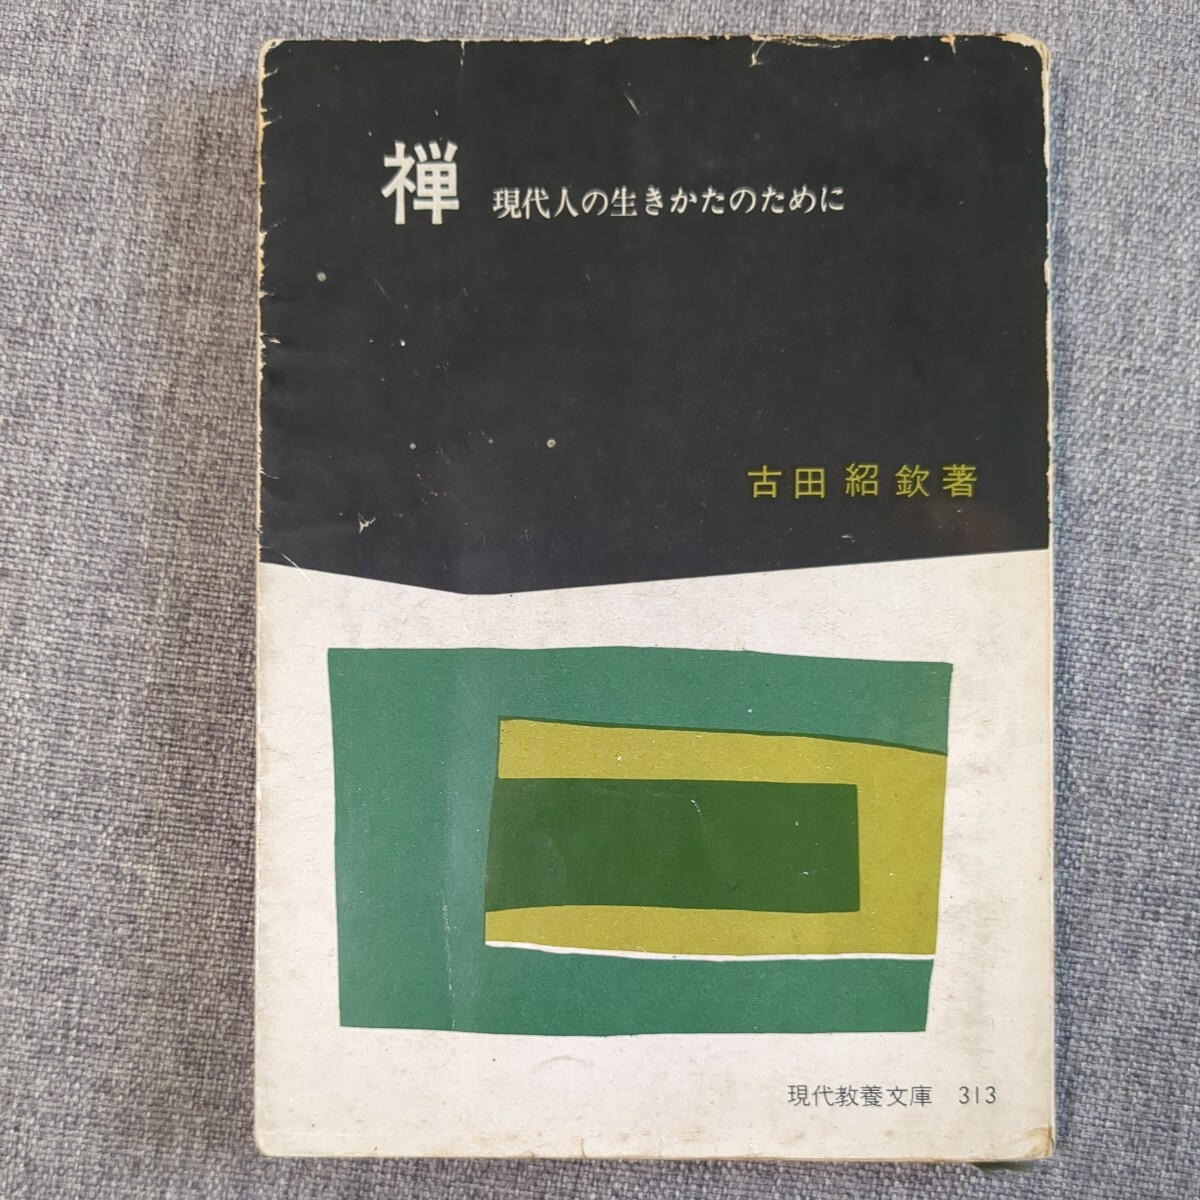 禅 現代人の生きかたのために
古田紹欽著
現代教養文庫 313